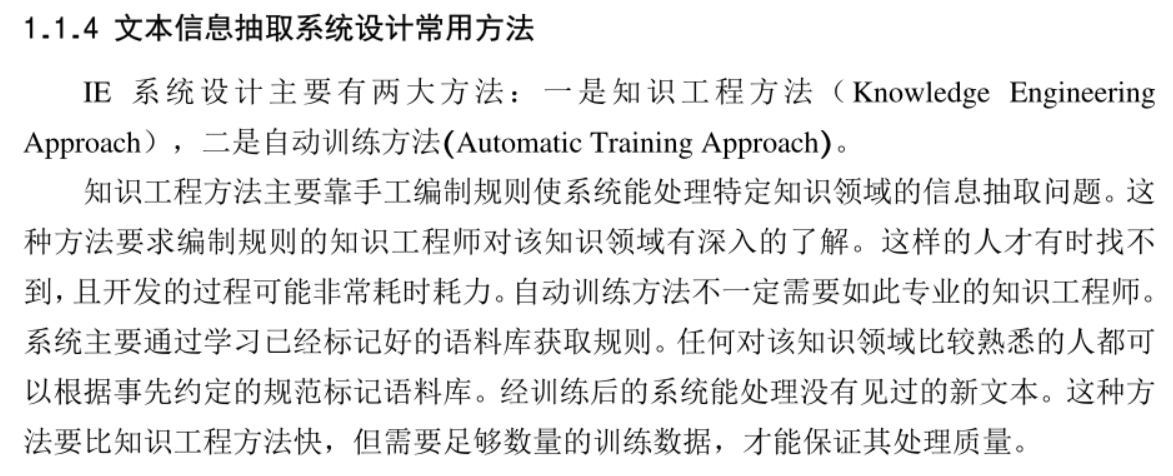 1.1.4 文本信息抽取系统设计常用方法
IE 系统设计主要有两大方法：一是知识工程方法（Knowledge Engineering
Approach），二是自动训练方法(Automatic Training Approach)。
知识工程方法主要靠手工编制规则使系统能处理特定知识领域的信息抽取问题。这
种方法要求编制规则的知识工程师对该知识领域有深入的了解。这样的人才有时找不
到，且开发的过程可能非常耗时耗力。自动训练方法不一定需要如此专业的知识工程师。
系统主要通过学习已经标记好的语料库获取规则。任何对该知识领域比较熟悉的人都可
以根据事先约定的规范标记语料库。经训练后的系统能处理没有见过的新文本。这种方
法要比知识工程方法快，但需要足够数量的训练数据，才能保证其处理质量。